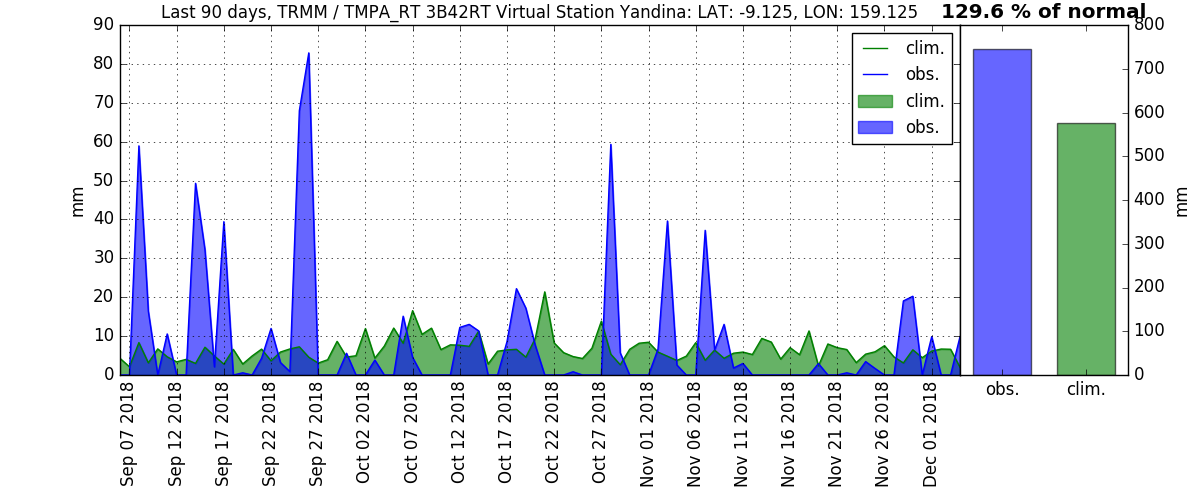 Last 90 days, TRMM / TMPA_RT 3B42RT Virtual Station Yandina: LAT: -9.125, LON: 159.125
129.6 % of normal
90
80
70
60
50
40
30
20
10
0
mm
clim.
obs.
clim.
obs.
800
700
600
500
400
300
200
100
0
mm
Sep 07 2018
Sep 12 2018
Sep 17 2018
Sep 22 2018
Sep 27 2018
Oct 02 2018
Oct 07 2018
Oct 12 2018
Oct 17 2018
Oct 22 2018
Oct 27 2018
Nov 01 2018
Nov 06 2018
Nov 11 2018
Nov 16 2018
Nov 21 2018
Nov 26 2018
Dec 01 2018
obs.
clim.